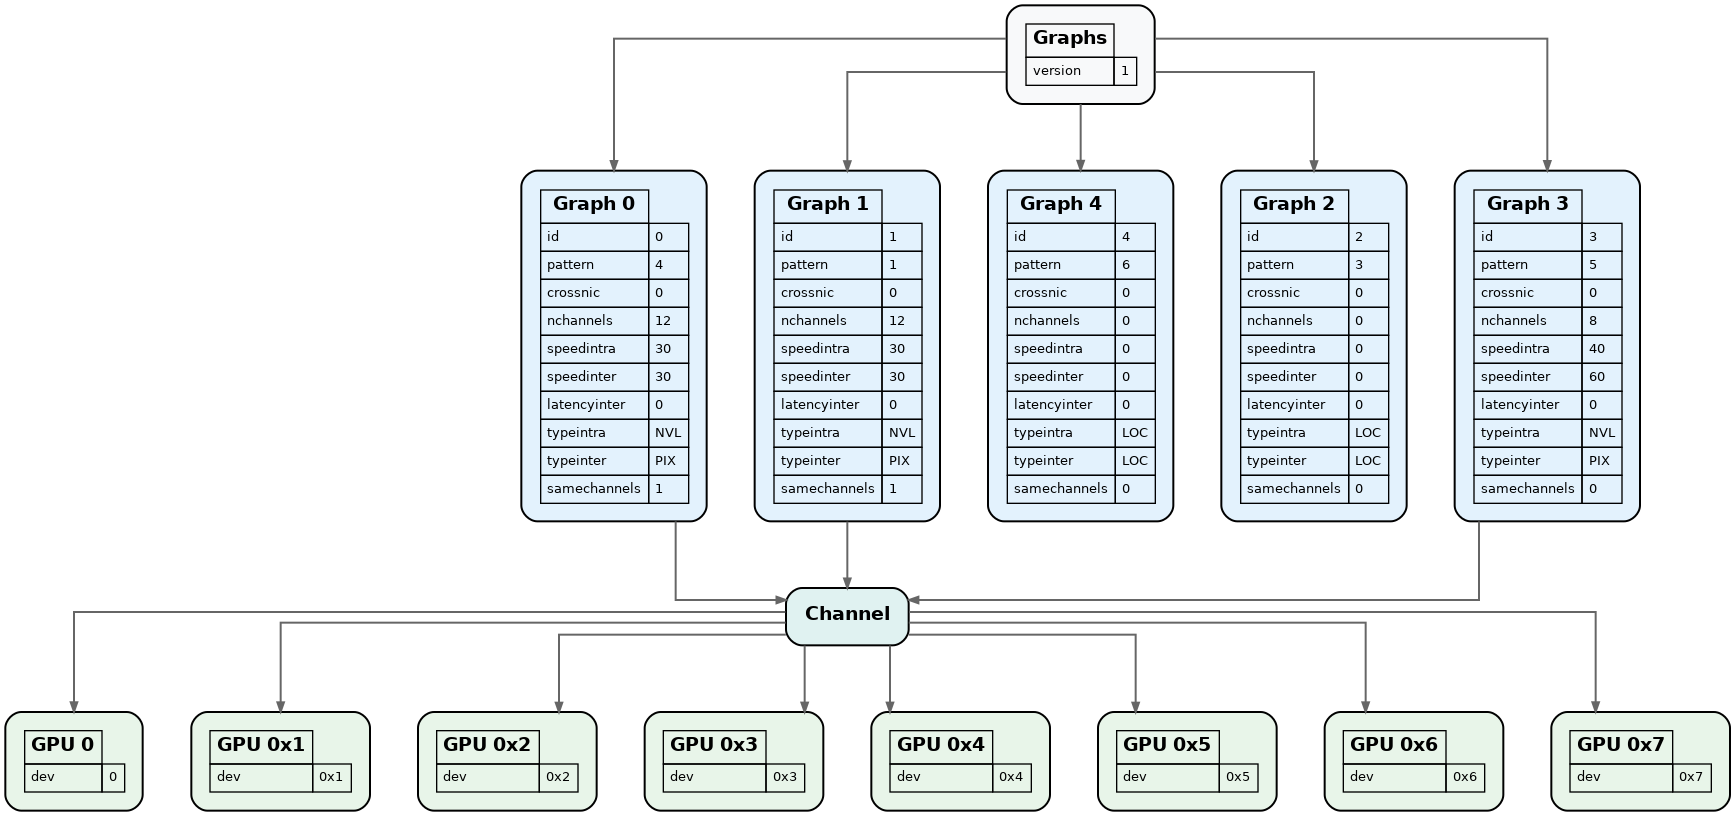 Graphs
version 1
Graph 0
id 0
pattern 4
crossnic 0
nchannels 12
speedintra 30
speedinter 30
latencyinter 0
typeintra NVL
typeinter PIX
samechannels 1
Graph 1
id 1
pattern 1
crossnic 0
nchannels 12
speedintra 30
speedinter 30
latencyinter 0
typeintra NVL
typeinter PIX
samechannels 1
Graph 4
id 4
pattern 6
crossnic 0
nchannels 0
speedintra 0
speedinter 0
latencyinter 0
typeintra LOC
typeinter LOC
samechannels 0
Graph 2
id 2
pattern 3
crossnic 0
nchannels 0
speedintra 0
speedinter 0
latencyinter 0
typeintra LOC
typeinter LOC
samechannels 0
Graph 3
id 3
pattern 5
crossnic 0
nchannels 8
speedintra 40
speedinter 60
latencyinter 0
typeintra NVL
typeinter PIX
samechannels 0
Channel
GPU 0
dev 0
GPU 0x1
dev 0x1
GPU 0x2
dev 0x2
GPU 0x3
dev 0x3
GPU 0x4
dev 0x4
GPU 0x5
dev 0x5
GPU 0x6
dev 0x6
GPU 0x7
dev 0x7